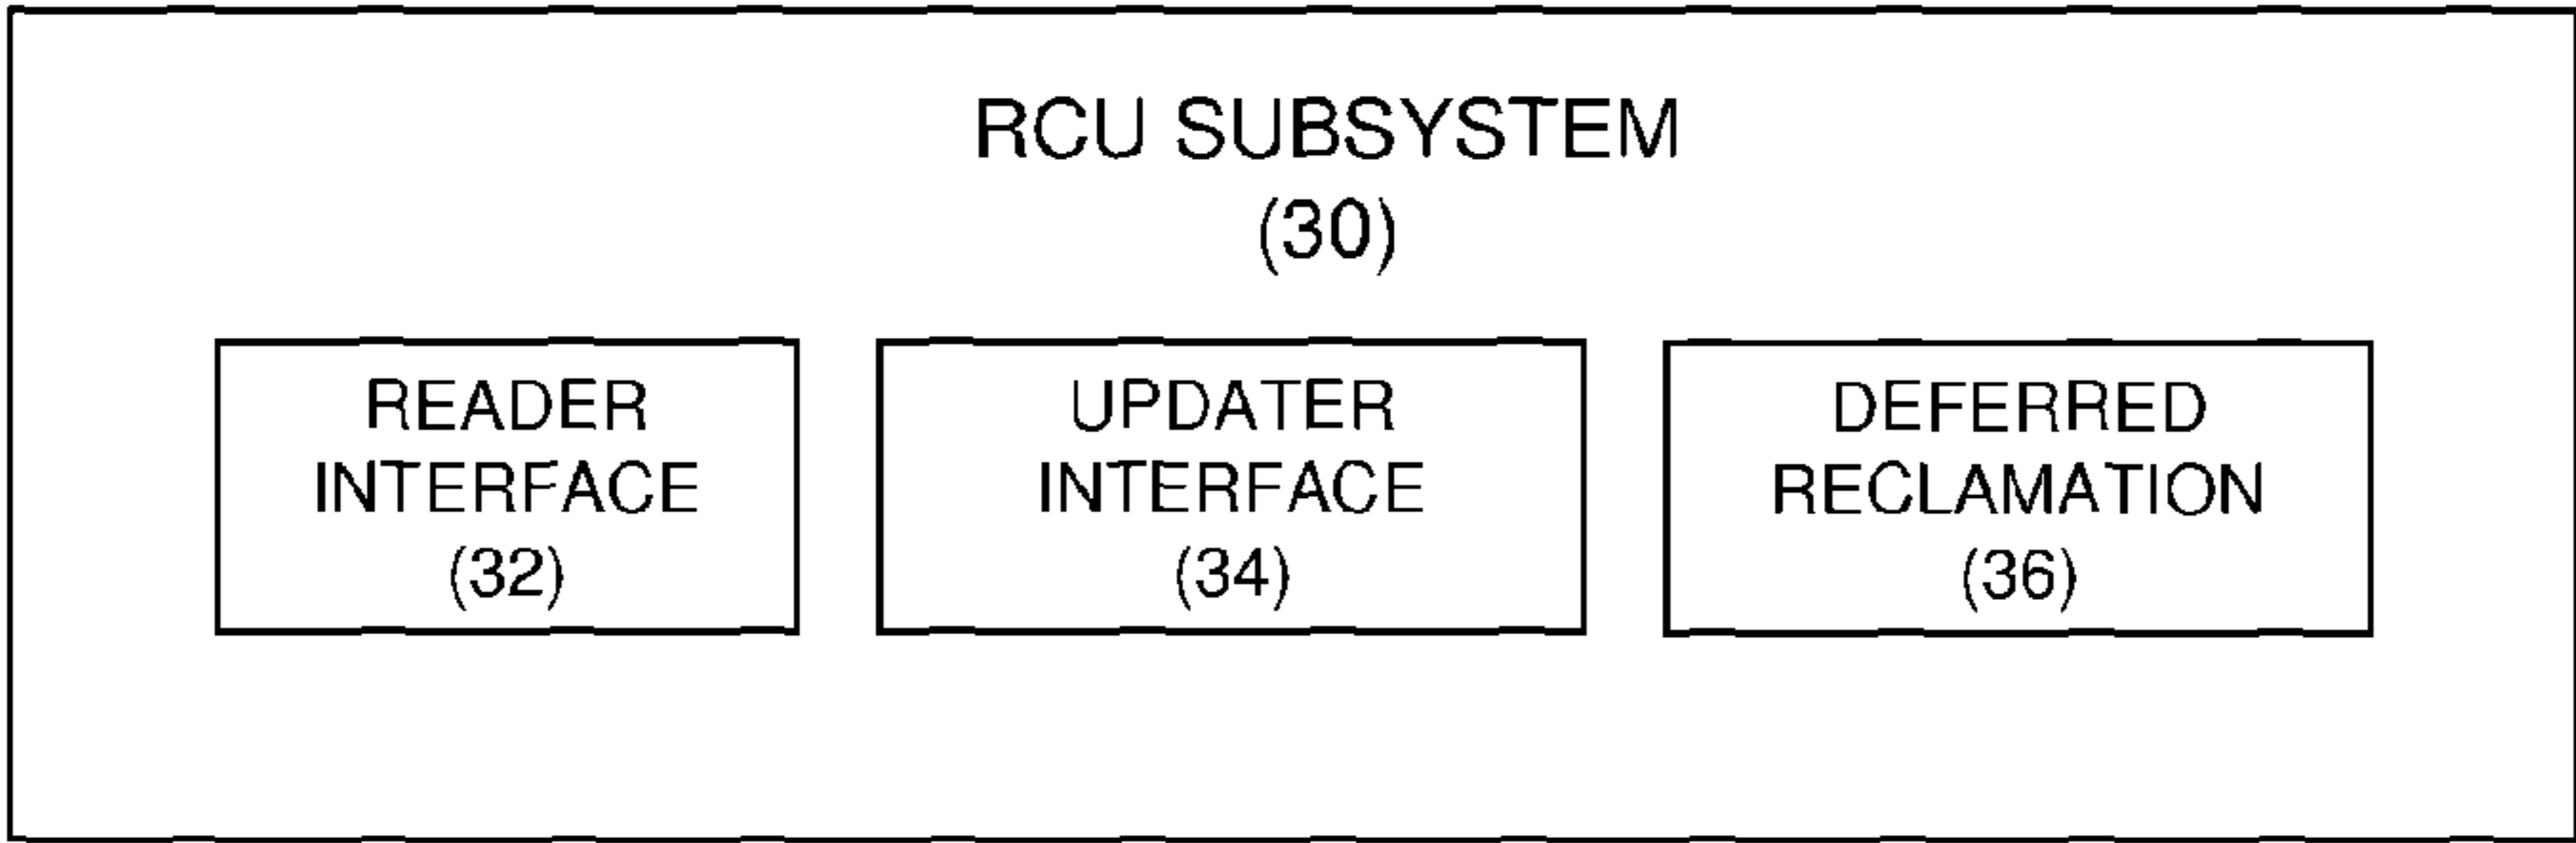 RCU SUBSYSTEM
(30)
READER
INTERFACE
(32)
UPDATER
INTERFACE
(34)
DEFERRED
RECLAMATION
(36)